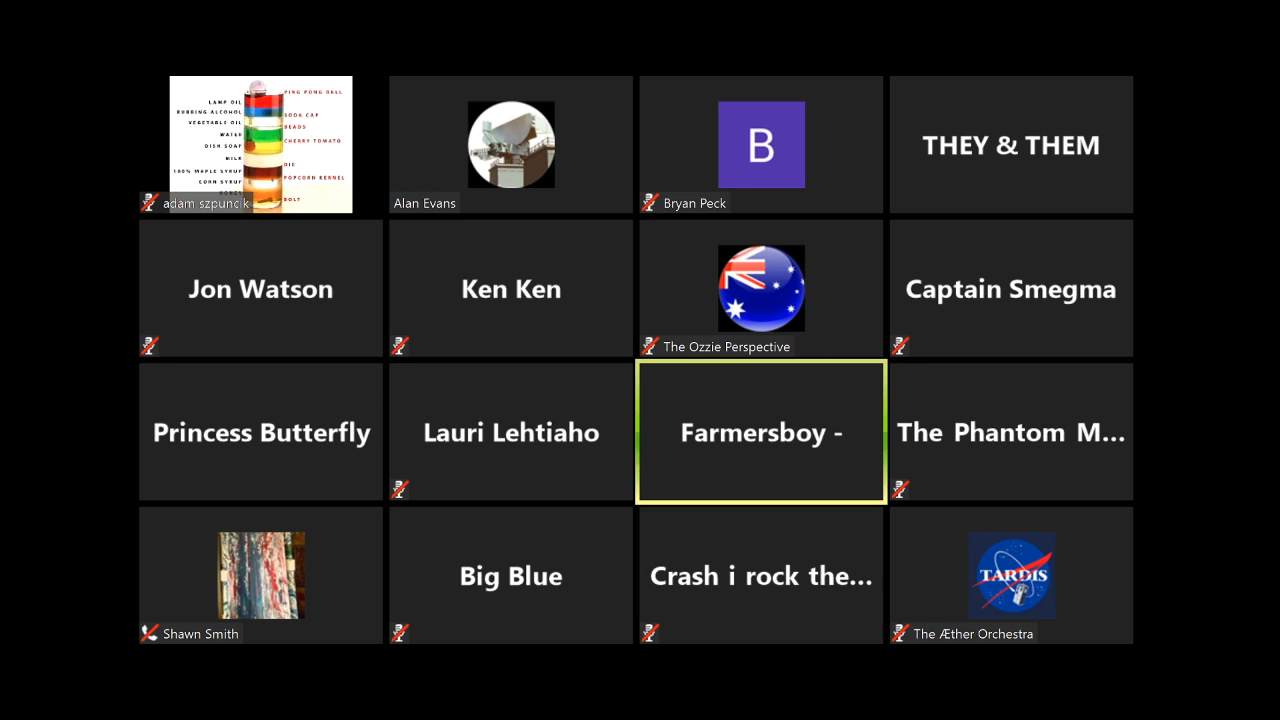 PING PONG BALL
LAMP OIL
RUBBING ALCOHOL
SODA CAP
VEGETABLE OIL
BEADS
WATER
CHERRY TOMATO
DISH SOAP
MILK
DIE
100% MAPLE SYRUP
POPCORN KERNEL
CORN SYRUP
BOLT
adam szpuncik
Alan Evans
B
Bryan Peck
THEY & THEM
Jon Watson
Ken Ken
The Ozzie Perspective
Captain Smegma
Princess Butterfly
Lauri Lehtiaho
Farmersboy -
The Phantom M...
Shawn Smith
Big Blue
Crash i rock the...
TARDIS
The Æther Orchestra